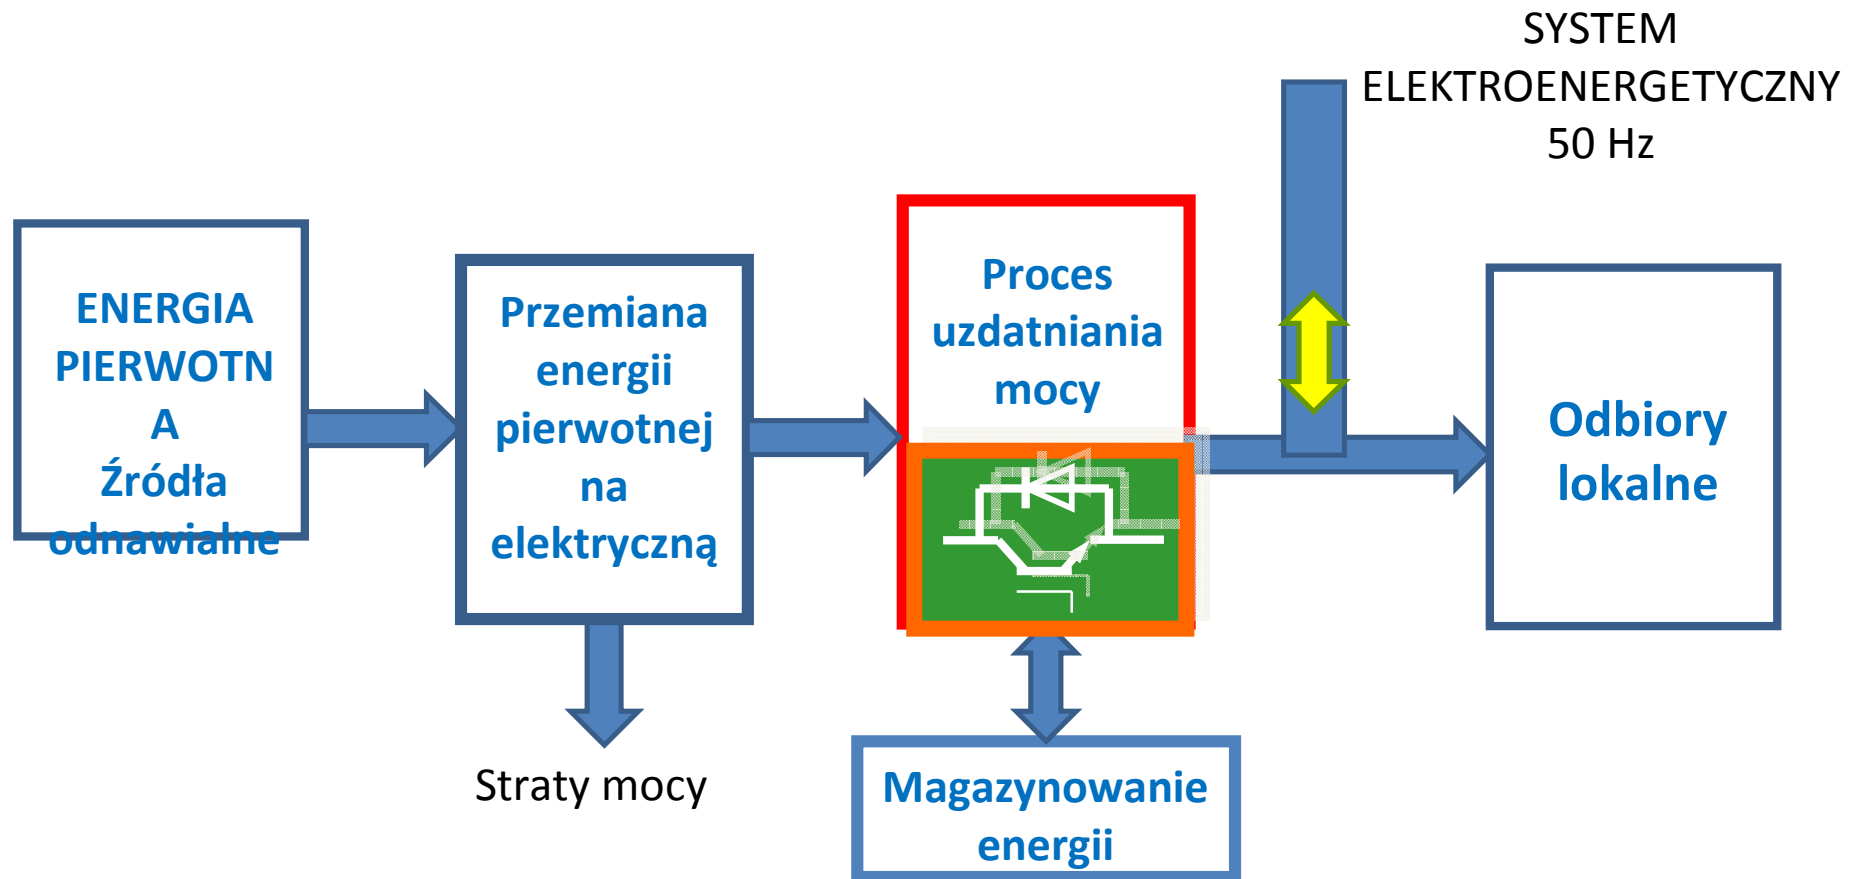 SYSTEM
ELEKTROENERGETYCZNY
50 Hz
ENERGIA
PIERWOTN
A
Źródła
odnawialne
Przemiana
energii
pierwotnej
na
elektryczną
Proces
uzdatniania
mocy
Odbiory
lokalne
Straty mocy
Magazynowanie
energii